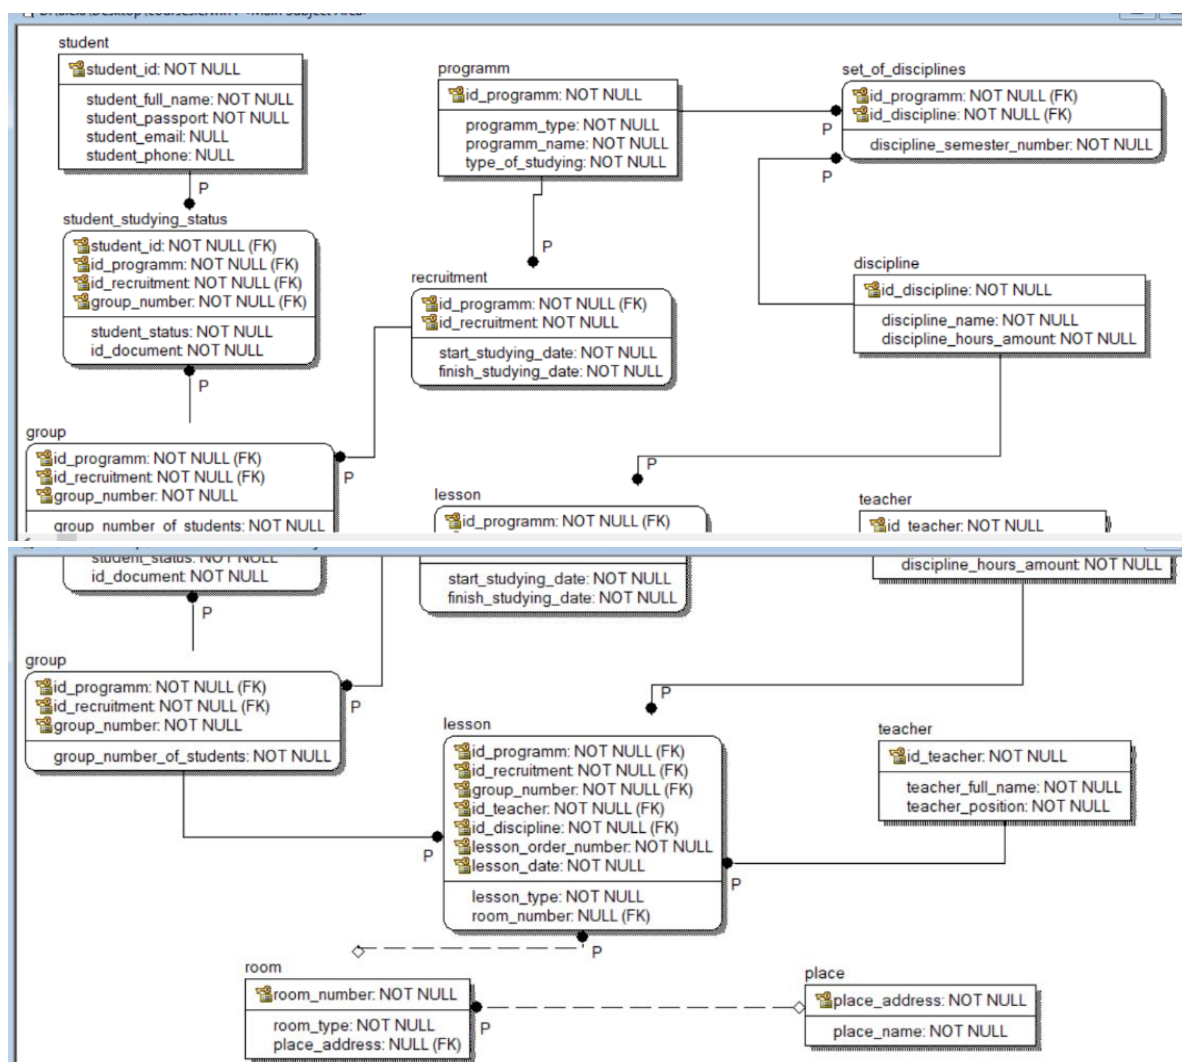 student
student_id: NOT NULL
student_full_name: NOT NULL
student_passport: NOT NULL
student_email: NULL
student_phone: NULL
P
student_studying_status
student_id: NOT NULL (FK)
id_programm: NOT NULL (FK)
id_recruitment: NOT NULL (FK)
group_number: NOT NULL (FK)
student_status: NOT NULL
id_document: NOT NULL
P
programm
id_programm: NOT NULL
programm_type: NOT NULL
programm_name: NOT NULL
type_of_studying: NOT NULL
P
P
set_of_disciplines
id_programm: NOT NULL (FK)
id_discipline: NOT NULL (FK)
discipline_semester_number: NOT NULL
P
recruitment
id_programm: NOT NULL (FK)
id_recruitment: NOT NULL
start_studying_date: NOT NULL
finish_studying_date: NOT NULL
discipline
id_discipline: NOT NULL
discipline_name: NOT NULL
discipline_hours_amount: NOT NULL
group
id_programm: NOT NULL (FK)
id_recruitment: NOT NULL (FK)
group_number: NOT NULL
group_number_of_students: NOT NULL
P
P
lesson
id_programm: NOT NULL (FK)
teacher
id_teacher: NOT NULL
student_status: NOT NULL
id_document: NOT NULL
P
start_studying_date: NOT NULL
finish_studying_date: NOT NULL
discipline_hours_amount: NOT NULL
group
id_programm: NOT NULL (FK)
id_recruitment: NOT NULL (FK)
group_number: NOT NULL
group_number_of_students: NOT NULL
P
P
lesson
id_programm: NOT NULL (FK)
id_recruitment: NOT NULL (FK)
group_number: NOT NULL (FK)
id_teacher: NOT NULL (FK)
id_discipline: NOT NULL (FK)
lesson_order_number: NOT NULL
lesson_date: NOT NULL
lesson_type: NOT NULL
room_number: NULL (FK)
P
P
P
teacher
id_teacher: NOT NULL
teacher_full_name: NOT NULL
teacher_position: NOT NULL
room
room_number: NOT NULL
room_type: NOT NULL
place_address: NULL (FK)
P
place
place_address: NOT NULL
place_name: NOT NULL